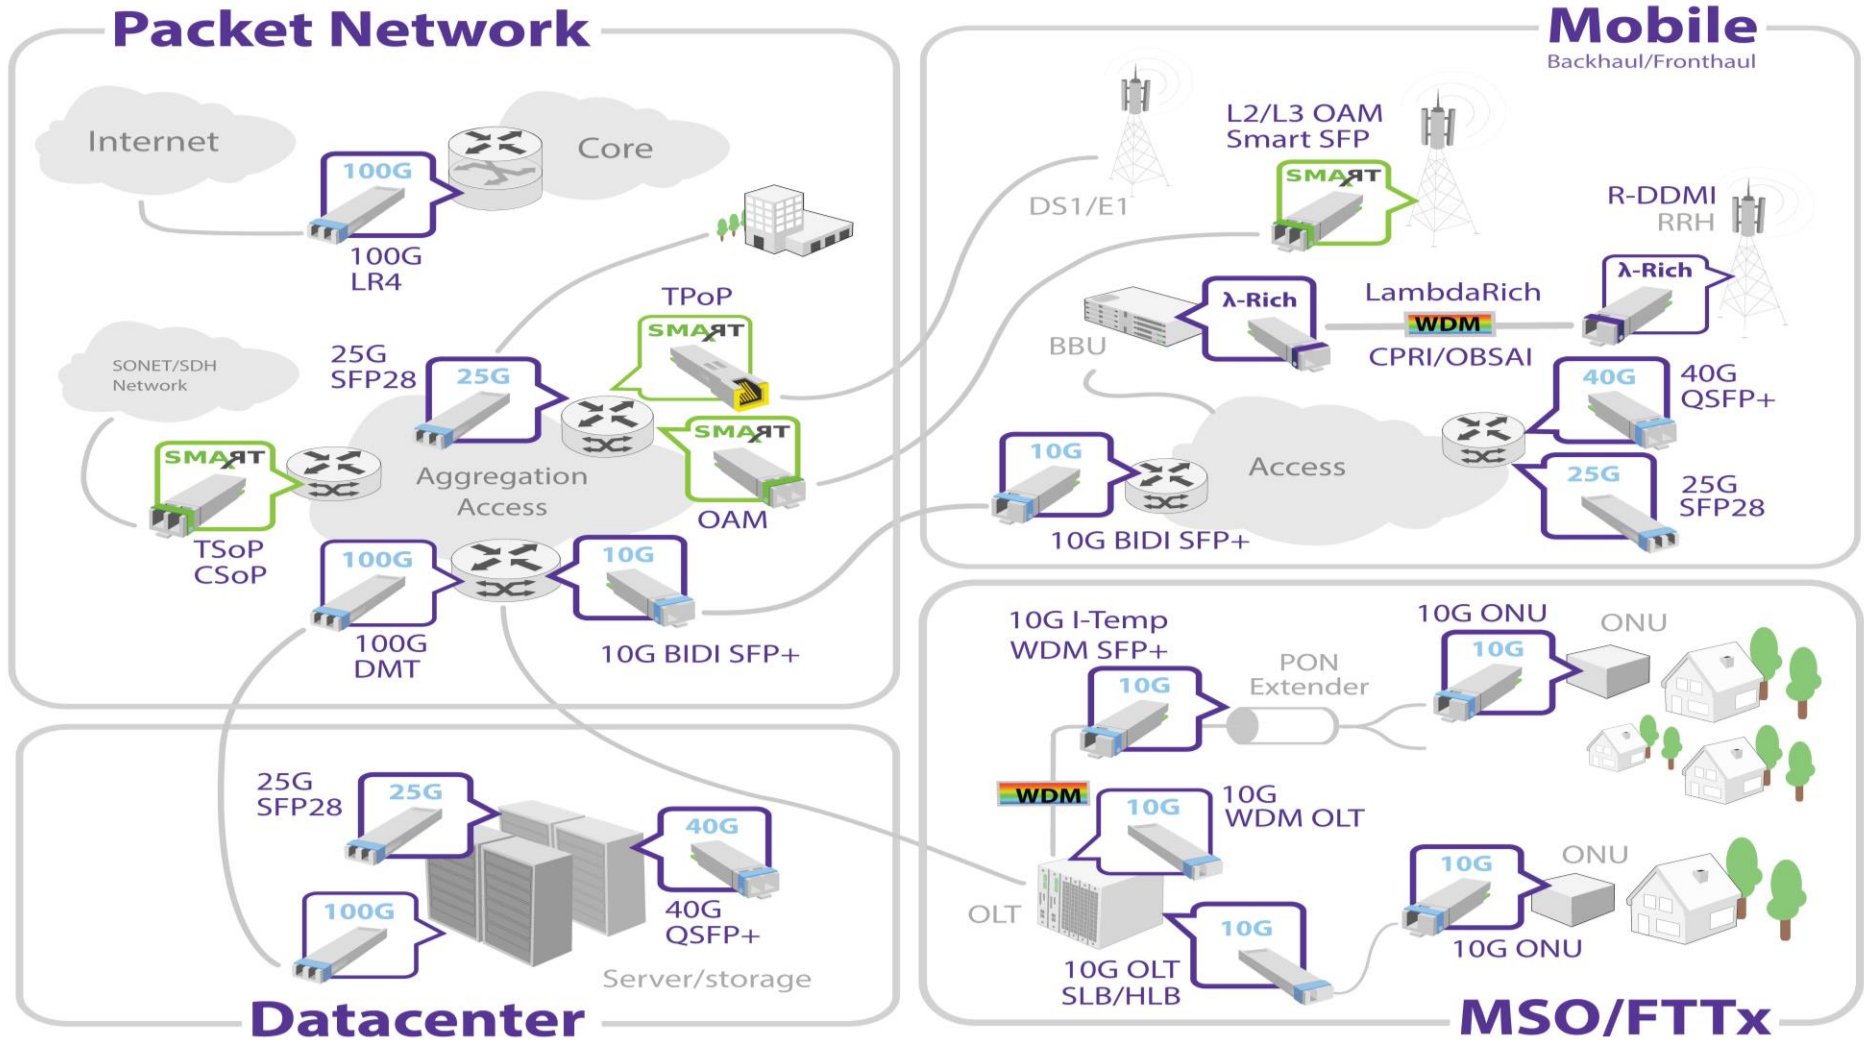 Packet Network
Internet
Core
100G
100G
LR4
TPoP
SMART
25G
SFP28
25G
SONET/SDH
Network
SMART
SMART
Aggregation
Access
OAM
TSoP
CSoP
100G
10G
100G
DMT
10G BIDI SFP+
Mobile
Backhaul/Fronthaul
L2/L3 OAM
Smart SFP
SMART
DS1/E1
R-DDMI
RRH
λ-Rich
λ-Rich
LambdaRich
WDM
CPRI/OBSAI
BBU
40G
40G
QSFP+
10G
Access
25G
25G
SFP28
10G BIDI SFP+
25G
SFP28
25G
40G
100G
40G
QSFP+
Server/storage
Datacenter
10G I-Temp
WDM SFP+
10G
PON
Extender
10G ONU
ONU
10G
WDM
10G
10G
WDM OLT
OLT
10G
10G OLT
SLB/HLB
10G
ONU
10G ONU
MSO/FTTx